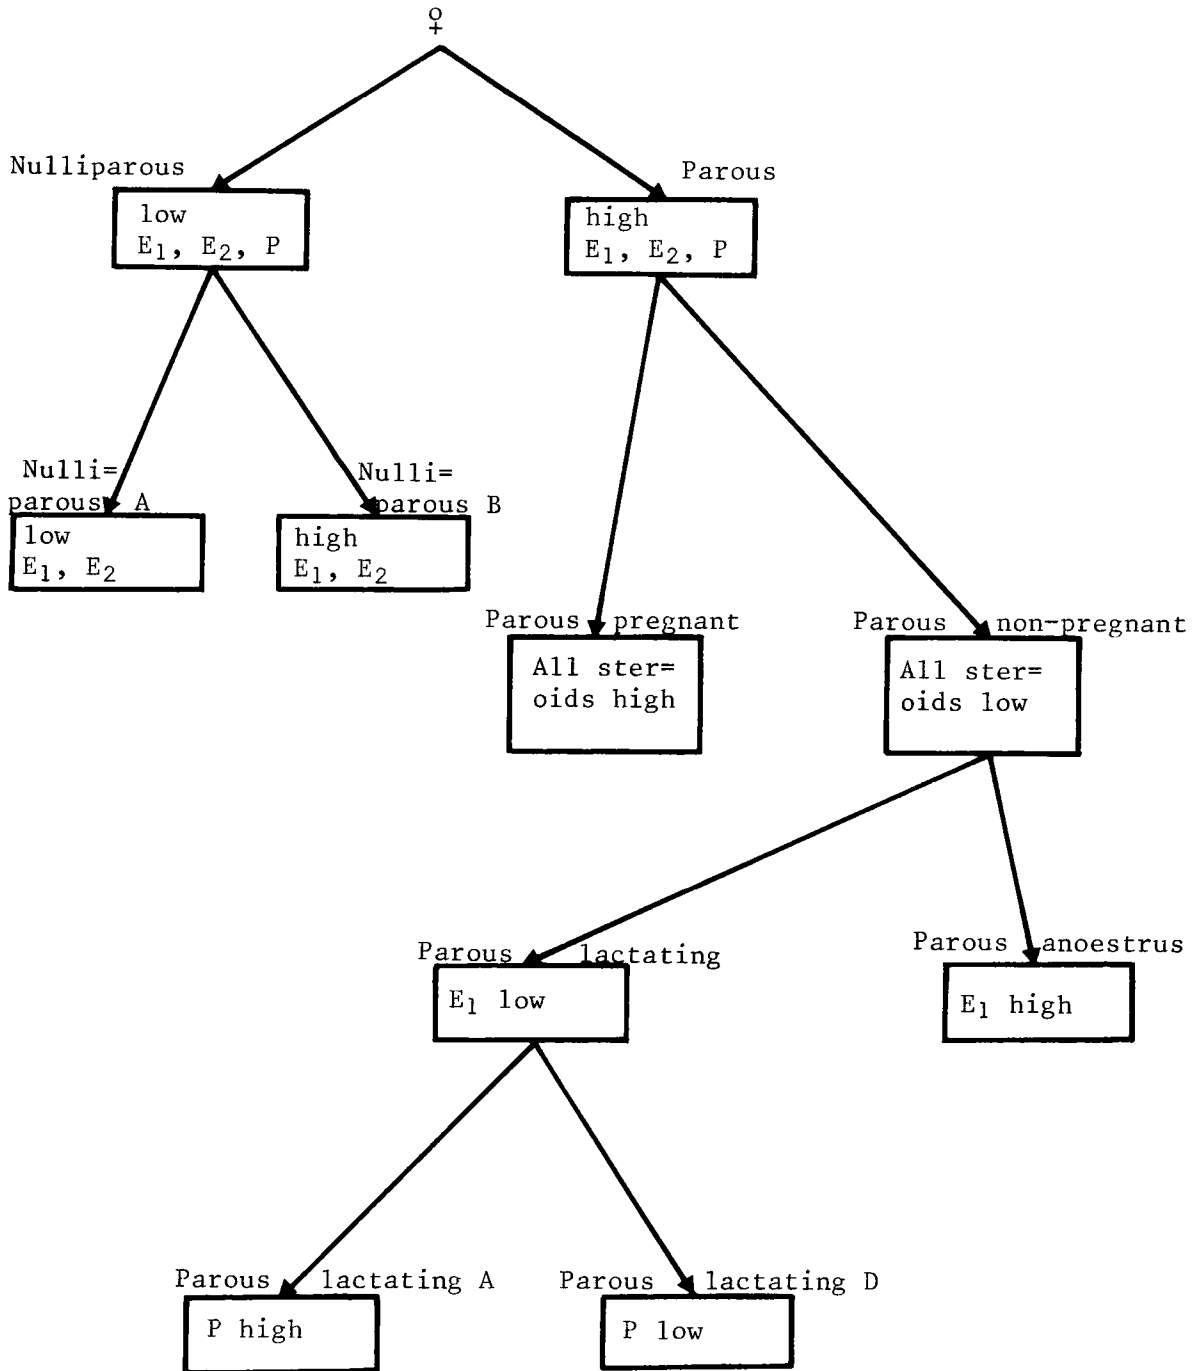 ♀
Nulliparous
Parous
low
E₁, E₂, P
high
E₁, E₂, P
Nulli=
parous A
Nulli=
parous B
low
E₁, E₂
high
E₁, E₂
Parous pregnant
Parous non-pregnant
All ster=
oids high
All ster=
oids low
Parous lactating
Parous anoestrus
E₁ low
E₁ high
Parous lactating A
Parous lactating D
P high
P low